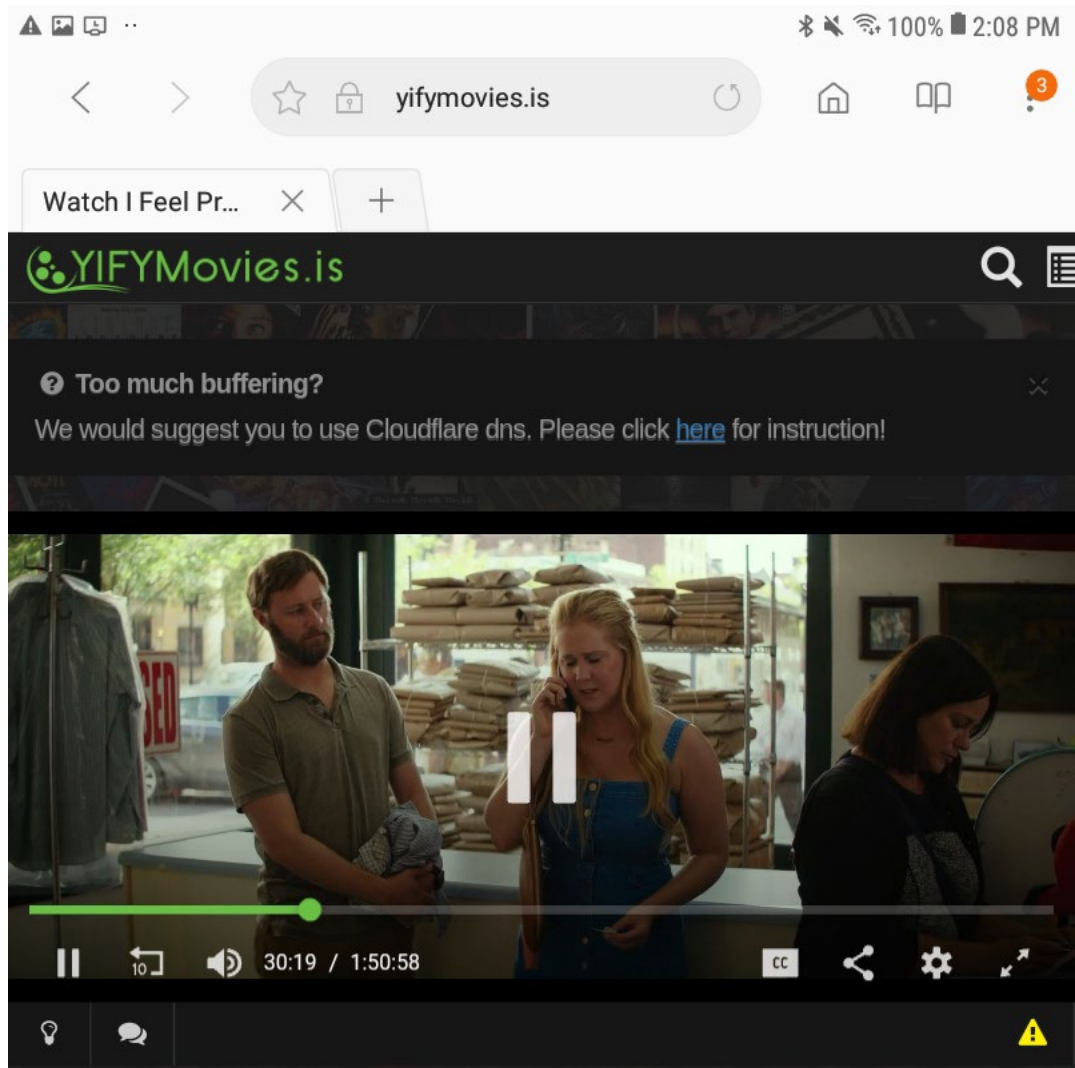 100% 2:08 PM
yifymovies.is
3
Watch I Feel Pr...
YIFYMovies.is
Too much buffering?
We would suggest you to use Cloudflare dns. Please click here for instruction!
SED
10 30:19 / 1:50:58 CC